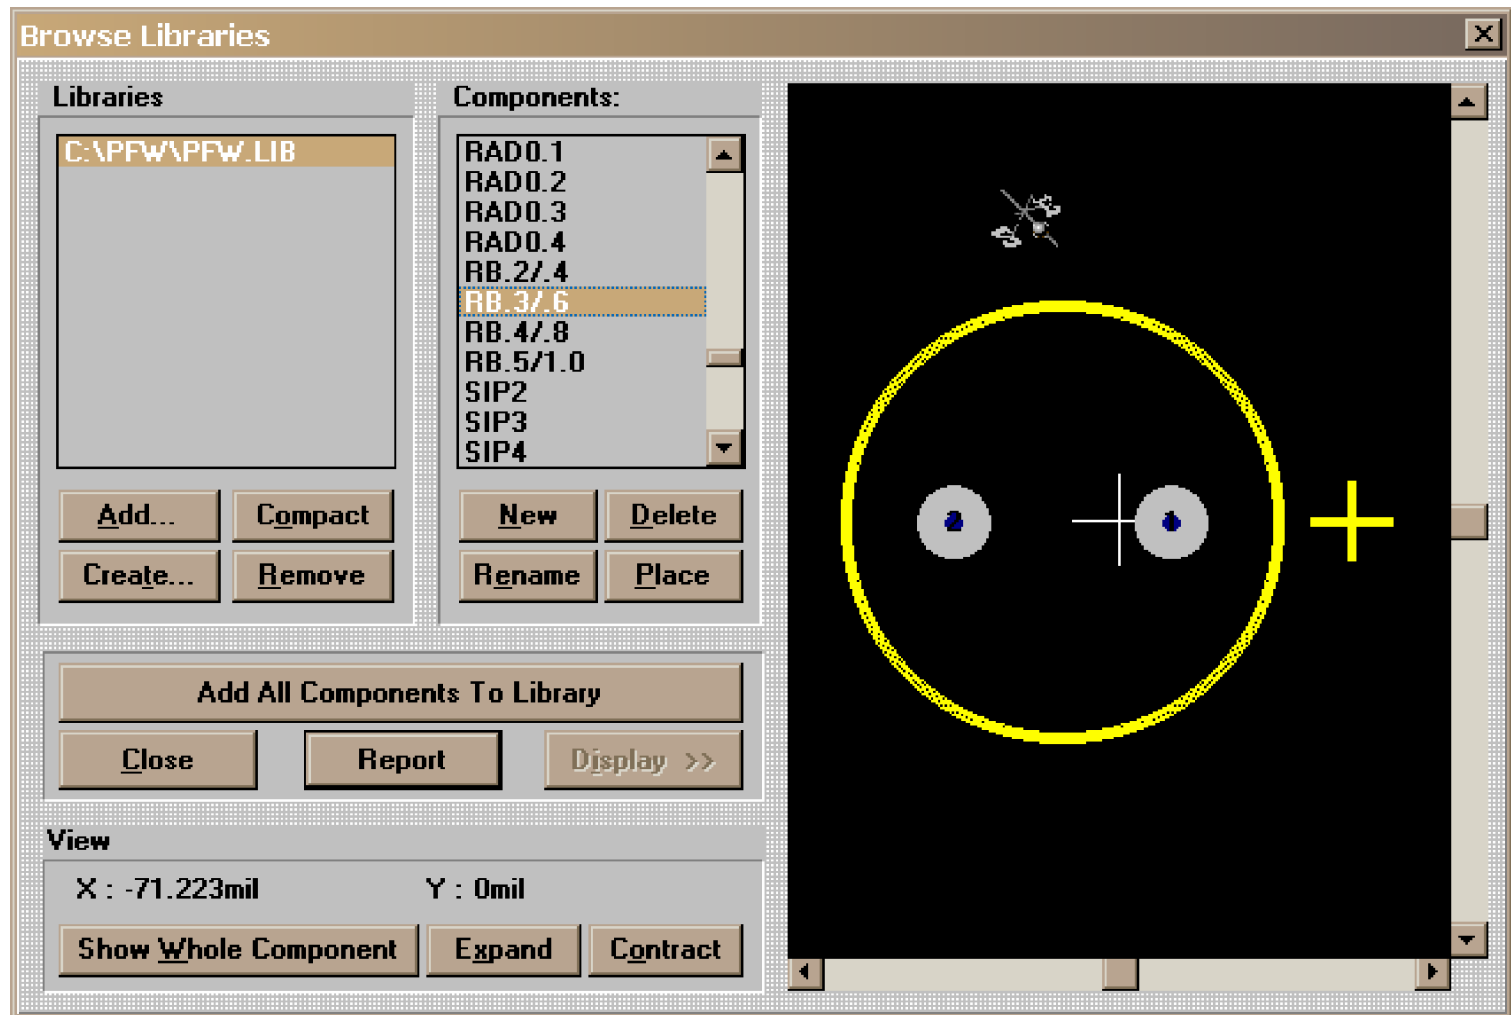 Browse Libraries
Libraries
C:\PFW\PFW.LIB
Add...
Compact
Create...
Remove
Components:
RAD0.1
RAD0.2
RAD0.3
RAD0.4
RB.2/.4
RB.3/.6
RB.4/.8
RB.5/1.0
SIP2
SIP3
SIP4
New
Delete
Rename
Place
Add All Components To Library
Close
Report
Display >>
View
X : -71.223mil
Y : 0mil
Show Whole Component
Expand
Contract
2
1